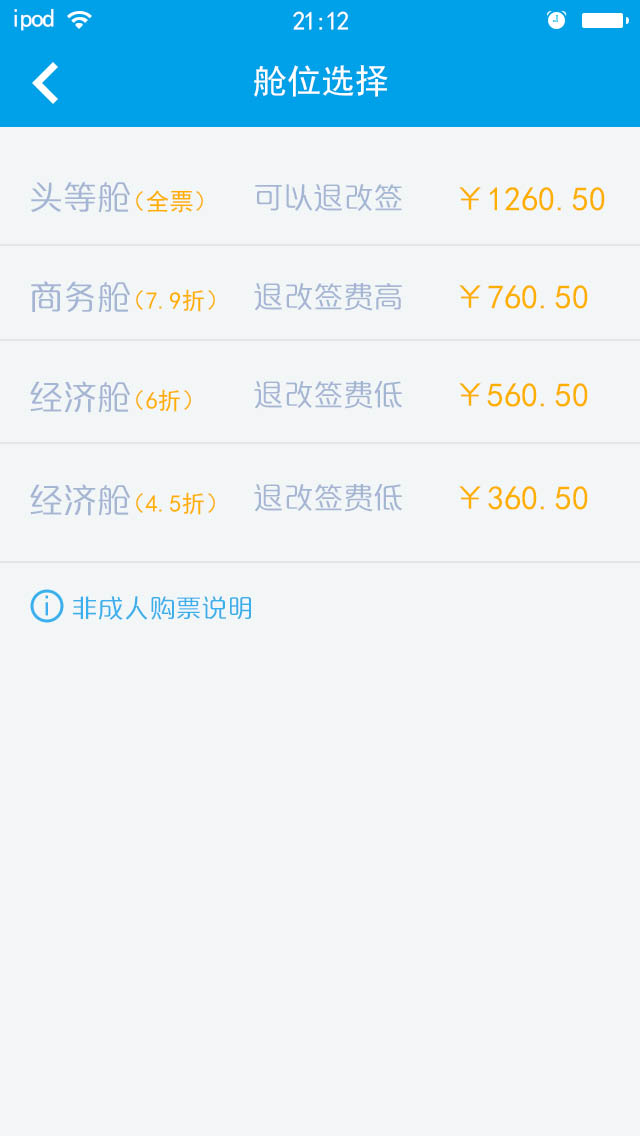 ipod 21:12
舱位选择
头等舱(全票) 可以退改签 ￥1260.50
商务舱(7.9折) 退改签费高 ￥760.50
经济舱(6折) 退改签费低 ￥560.50
经济舱(4.5折) 退改签费低 ￥360.50
非成人购票说明